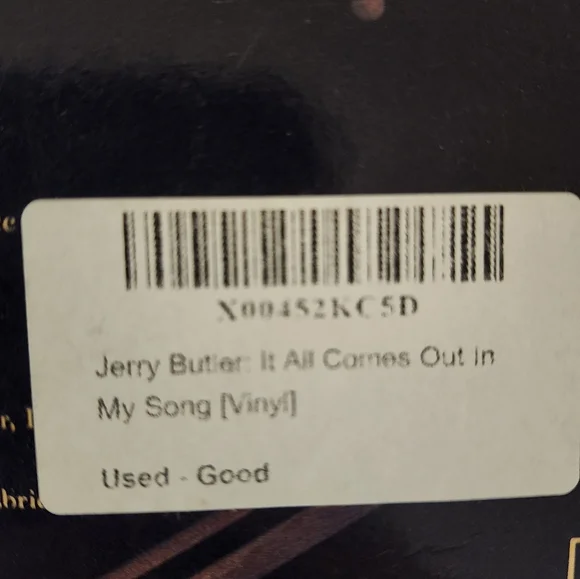 X00452KC5D
Jerry Butler: It All Comes Out In
My Song [Vinyl]
Used - Good